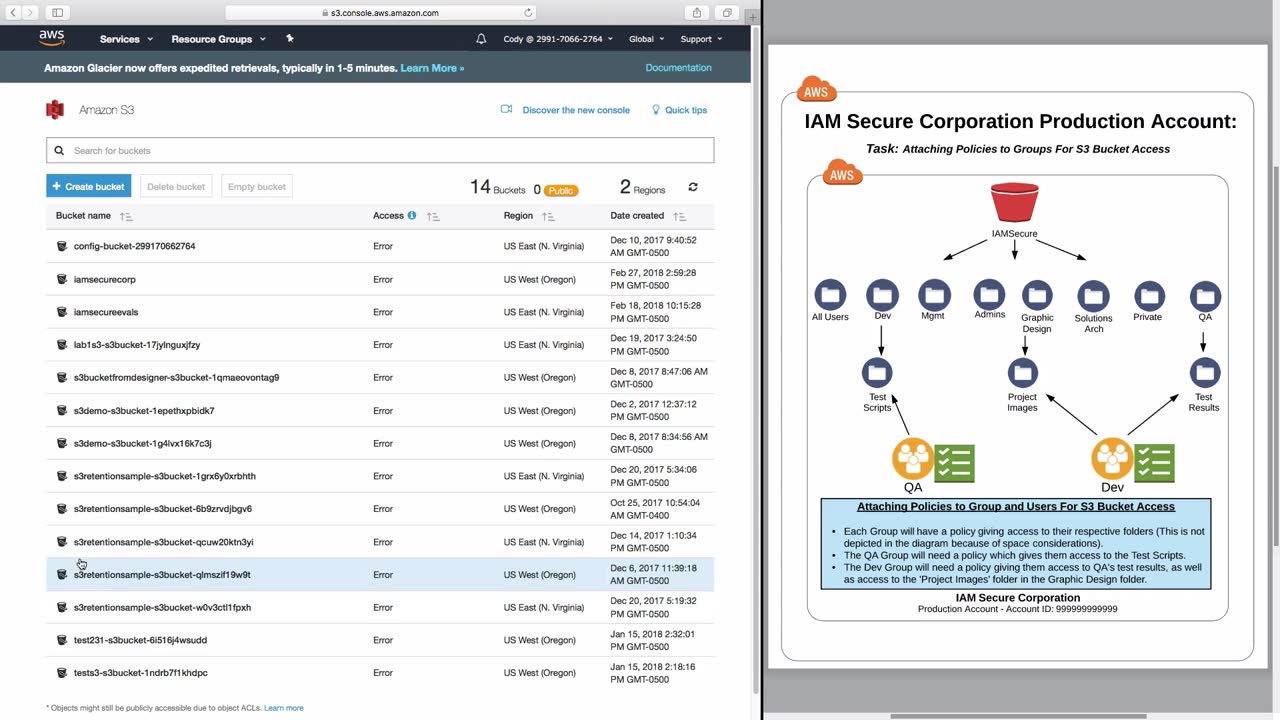 s3.console.aws.amazon.com
aws
Services
Resource Groups
Cody @ 2991-7066-2764
Global
Support
Amazon Glacier now offers expedited retrievals, typically in 1-5 minutes. Learn More »
Documentation
Amazon S3
Discover the new console
Quick tips
Search for buckets
+ Create bucket
Delete bucket
Empty bucket
14 Buckets
0 Public
2 Regions
Bucket name
Access
Region
Date created
config-bucket-299170662764 Error US East (N. Virginia) Dec 10, 2017 9:40:52
AM GMT-0500
iamsecurecorp Error US West (Oregon) Feb 27, 2018 2:59:28
PM GMT-0500
iamsecureevals Error US East (N. Virginia) Feb 18, 2018 10:15:28
PM GMT-0500
lab1s3-s3bucket-17jylnguxjfzy Error US East (N. Virginia) Dec 19, 2017 3:24:50
PM GMT-0500
s3bucketfromdesigner-s3bucket-1qmaeovontag9 Error US West (Oregon) Dec 8, 2017 8:47:06 AM
GMT-0500
s3demo-s3bucket-1epethxpbidk7 Error US West (Oregon) Dec 2, 2017 12:37:12
PM GMT-0500
s3demo-s3bucket-1g4lvx16k7c3j Error US West (Oregon) Dec 8, 2017 8:34:56 AM
GMT-0500
s3retentionsample-s3bucket-1grx6y0xrbhth Error US East (N. Virginia) Dec 20, 2017 5:34:06
PM GMT-0500
s3retentionsample-s3bucket-6b9zrvdjbgv6 Error US West (Oregon) Oct 25, 2017 10:54:04
AM GMT-0400
s3retentionsample-s3bucket-qcuw20ktn3yi Error US East (N. Virginia) Dec 14, 2017 1:10:34
PM GMT-0500
s3retentionsample-s3bucket-qlmszif19w9t Error US West (Oregon) Dec 6, 2017 11:39:18
AM GMT-0500
s3retentionsample-s3bucket-w0v3ctl1fpxh Error US East (N. Virginia) Dec 20, 2017 5:19:32
PM GMT-0500
test231-s3bucket-6i516j4wsudd Error US West (Oregon) Jan 15, 2018 2:32:01
PM GMT-0500
tests3-s3bucket-1ndrb7f1khdpc Error US West (Oregon) Jan 15, 2018 2:18:16
PM GMT-0500
* Objects might still be publicly accessible due to object ACLs. Learn more
AWS
IAM Secure Corporation Production Account:
Task: Attaching Policies to Groups For S3 Bucket Access
AWS
IAMSecure
All Users
Dev
Mgmt
Admins
Graphic
Design
Solutions
Arch
Private
QA
Test
Scripts
Project
Images
Test
Results
QA
Dev
Attaching Policies to Group and Users For S3 Bucket Access
• Each Group will have a policy giving access to their respective folders (This is not
depicted in the diagram because of space considerations).
• The QA Group will need a policy which gives them access to the Test Scripts.
• The Dev Group will need a policy giving them access to QA's test results, as well
as access to the 'Project Images' folder in the Graphic Design folder.
IAM Secure Corporation
Production Account - Account ID: 999999999999